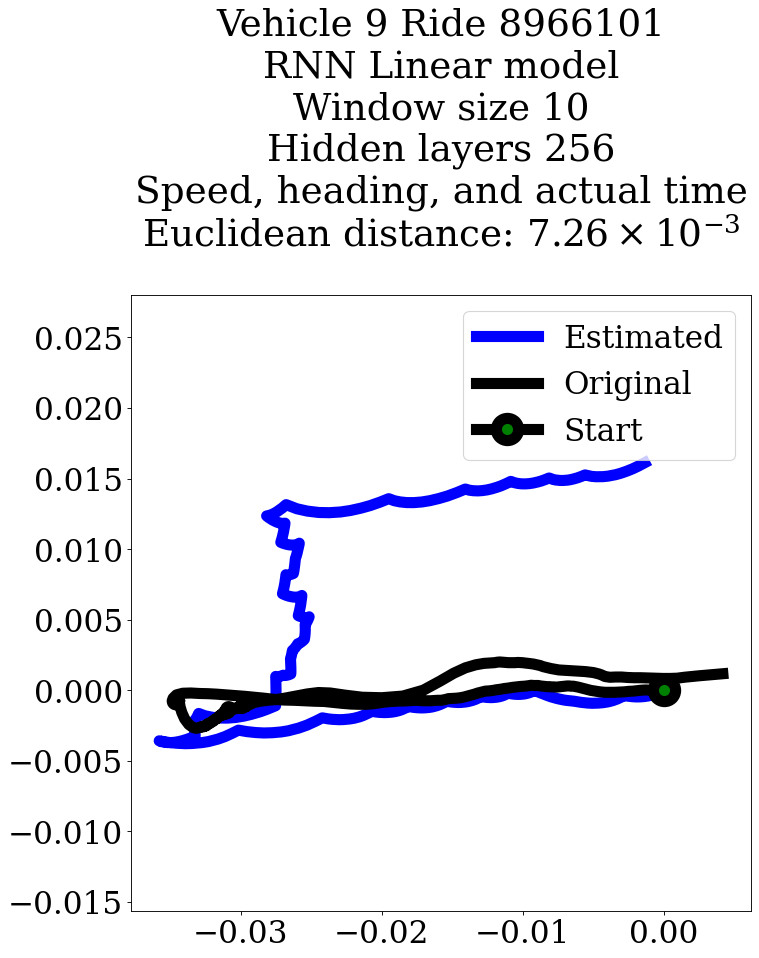 Vehicle 9 Ride 8966101
RNN Linear model
Window size 10
Hidden layers 256
Speed, heading, and actual time
Euclidean distance: 7.26 × 10⁻³
Estimated
Original
Start
0.025
0.020
0.015
0.010
0.005
0.000
−0.005
−0.010
−0.015
−0.03 −0.02 −0.01 0.00